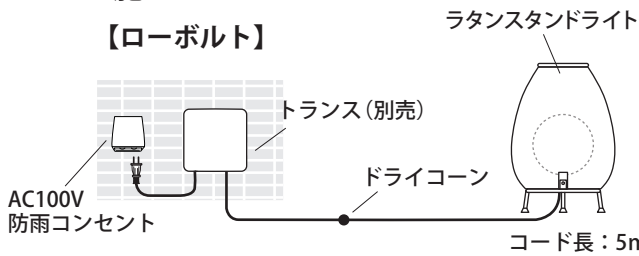 【ローボルト】
ラタンスタンドライト
トランス（別売）
ドライコーン
AC100V
防雨コンセント
コード長：5m